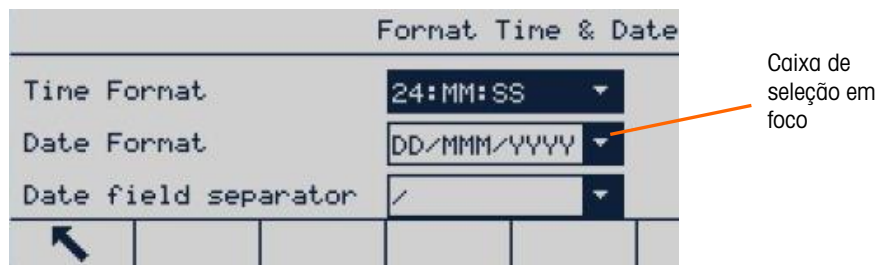 Format Time & Date
Time Format 24:MM:SS
Date Format DD/MMM/YYYY
Date field separator /
Caixa de
seleção em
foco